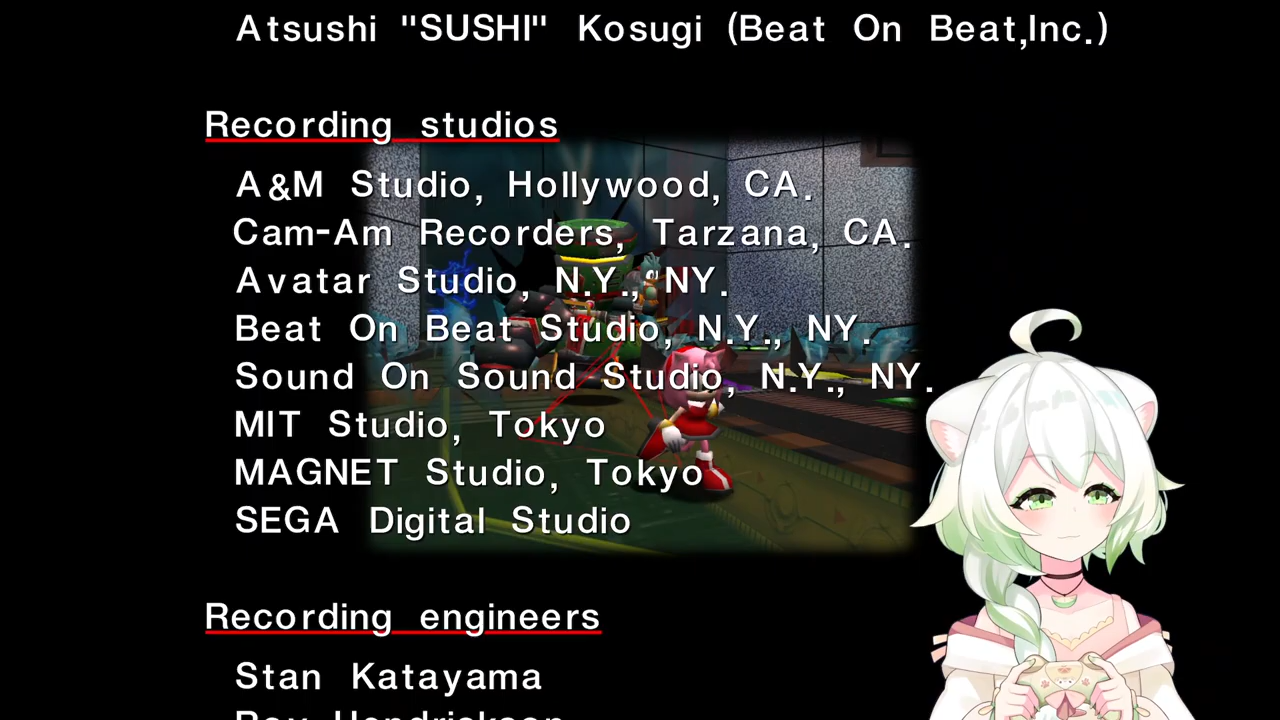 Atsushi "SUSHI" Kosugi (Beat On Beat,Inc.)
Recording studios
A&M Studio, Hollywood, CA.
Cam-Am Recorders, Tarzana, CA.
Avatar Studio, N.Y., NY.
Beat On Beat Studio, N.Y., NY.
Sound On Sound Studio, N.Y., NY.
MIT Studio, Tokyo
MAGNET Studio, Tokyo
SEGA Digital Studio
Recording engineers
Stan Katayama